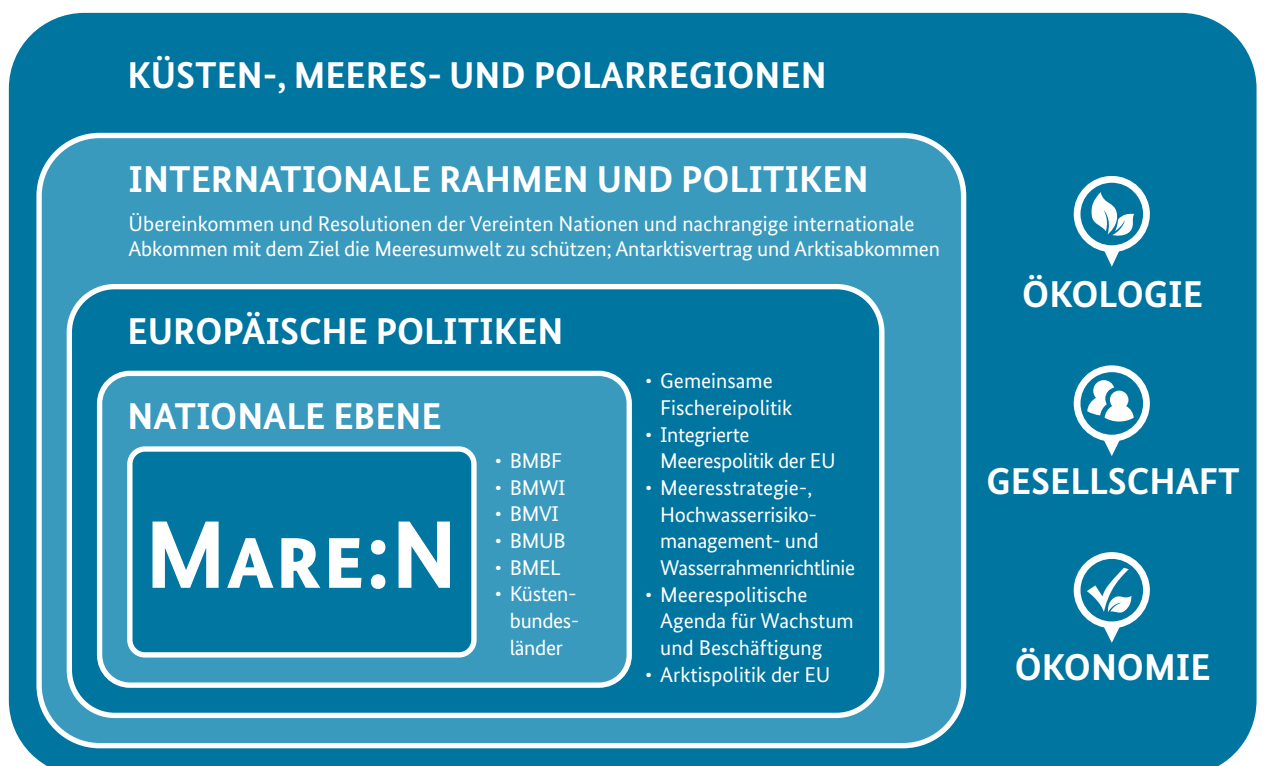 KÜSTEN-, MEERES- UND POLARREGIONEN
INTERNATIONALE RAHMEN UND POLITIKEN
Übereinkommen und Resolutionen der Vereinten Nationen und nachrangige internationale
Abkommen mit dem Ziel die Meeresumwelt zu schützen; Antarktisvertrag und Arktisabkommen
EUROPÄISCHE POLITIKEN
NATIONALE EBENE
MARE:N
• BMBF
• BMWI
• BMVI
• BMUB
• BMEL
• Küsten-
bundes-
länder
• Gemeinsame
Fischereipolitik
• Integrierte
Meerespolitik der EU
• Meeresstrategie-,
Hochwasserrisiko-
management- und
Wasserrahmenrichtlinie
• Meerespolitische
Agenda für Wachstum
und Beschäftigung
• Arktispolitik der EU
ÖKOLOGIE
GESELLSCHAFT
ÖKONOMIE